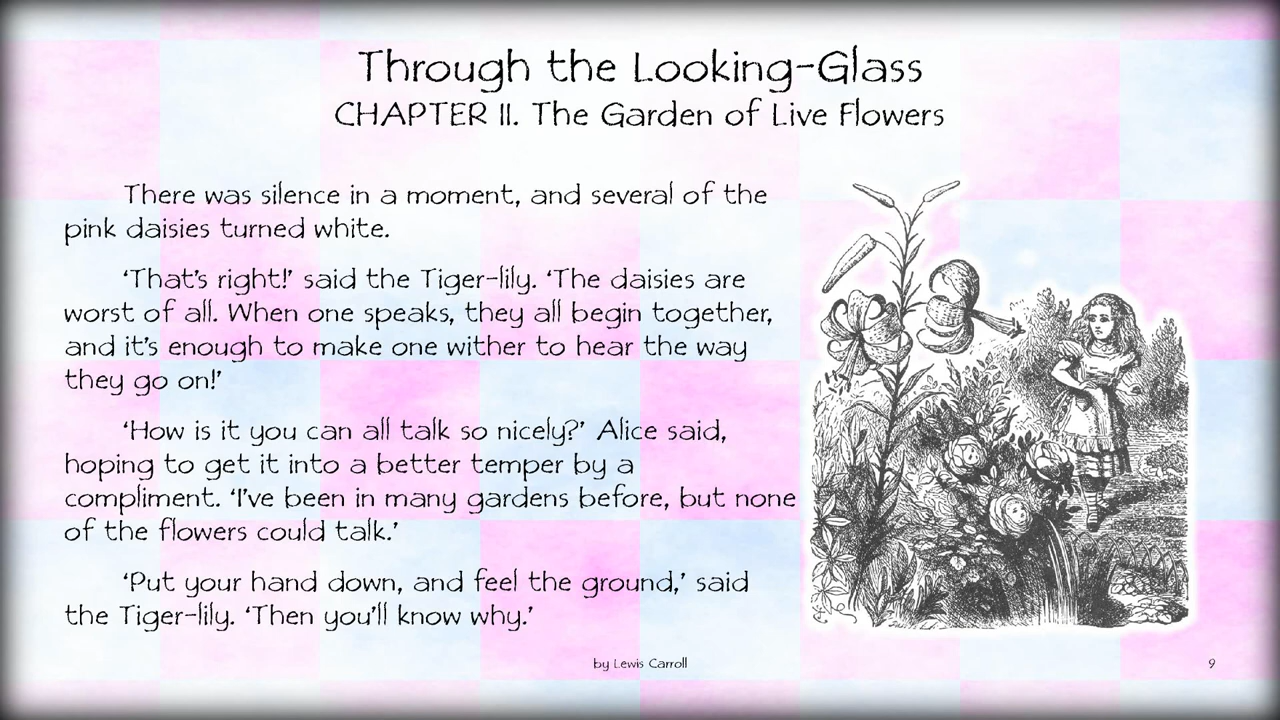 Through the Looking-Glass
CHAPTER II. The Garden of Live Flowers
There was silence in a moment, and several of the
pink daisies turned white.
‘That’s right!’ said the Tiger-lily. ‘The daisies are
worst of all. When one speaks, they all begin together,
and it’s enough to make one wither to hear the way
they go on!’
‘How is it you can all talk so nicely?’ Alice said,
hoping to get it into a better temper by a
compliment. ‘I’ve been in many gardens before, but none
of the flowers could talk.’
‘Put your hand down, and feel the ground,’ said
the Tiger-lily. ‘Then you’ll know why.’
by Lewis Carroll
9